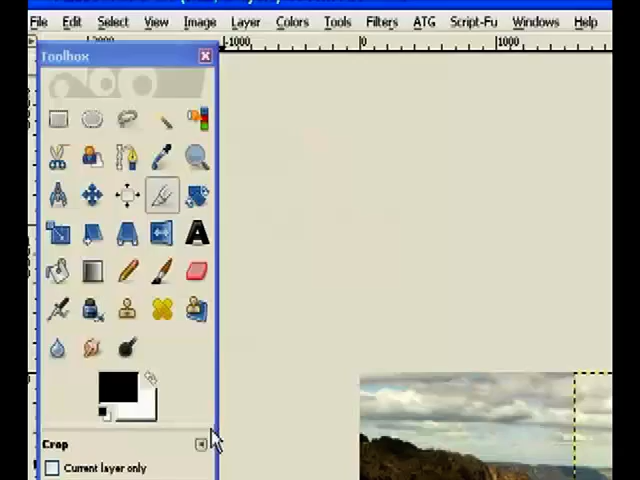 File Edit Select View Image Layer Colors Tools Filters ATG Script-Fu Windows Help
-1000 0 1000
Toolbox
A
Crop
Current layer only